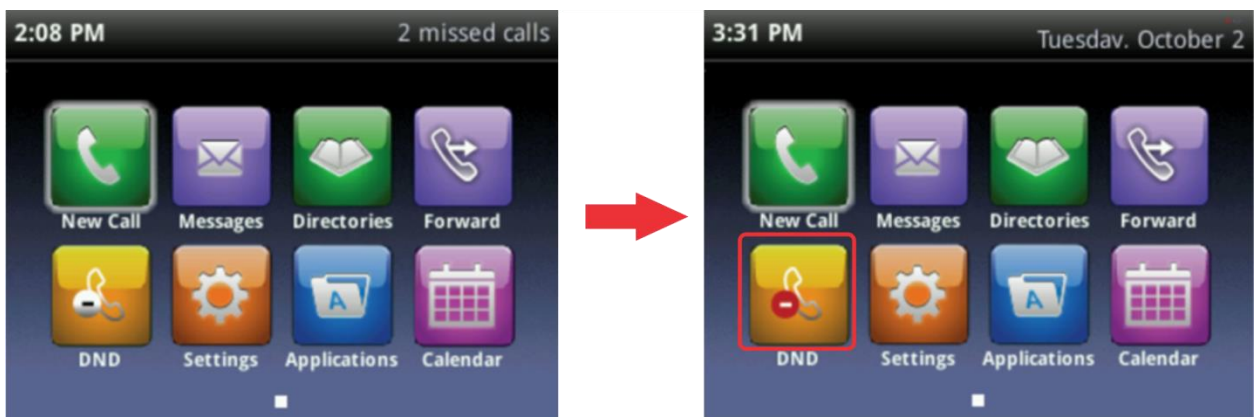 2:08 PM 2 missed calls
New Call Messages Directories Forward
A
DND Settings Applications Calendar
3:31 PM Tuesday. October 2
New Call Messages Directories Forward
A
DND Settings Applications Calendar